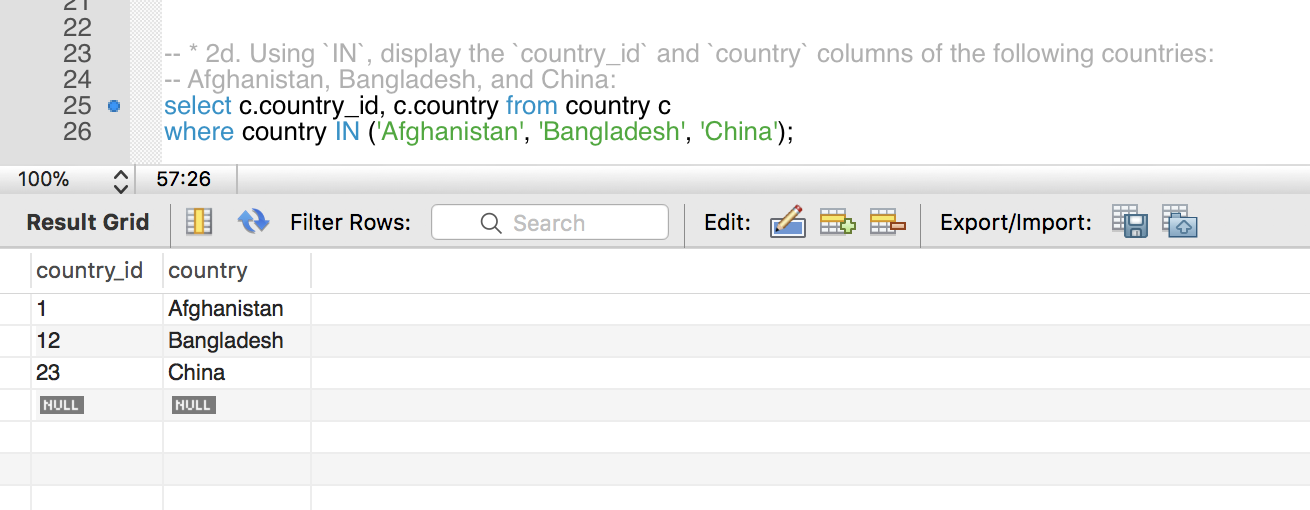 21
22
23 -- * 2d. Using `IN`, display the `country_id` and `country` columns of the following countries:
24 -- Afghanistan, Bangladesh, and China:
25 select c.country_id, c.country from country c
26 where country IN ('Afghanistan', 'Bangladesh', 'China');
100% 57:26
Result Grid Filter Rows: Search Edit: Export/Import:
country_id country
1 Afghanistan
12 Bangladesh
23 China
NULL NULL